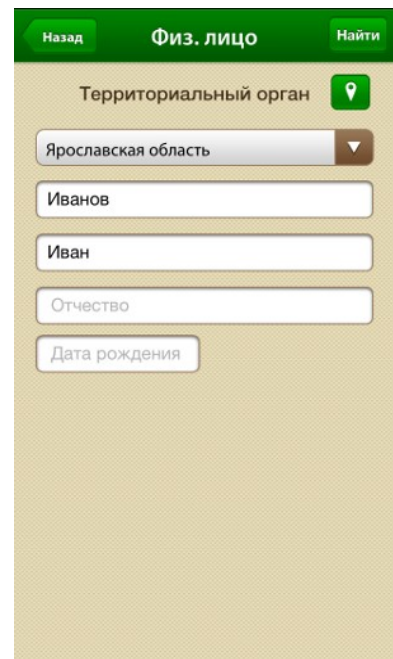 Назад Физ. лицо Найти
Территориальный орган
Ярославская область
Иванов
Иван
Отчество
Дата рождения